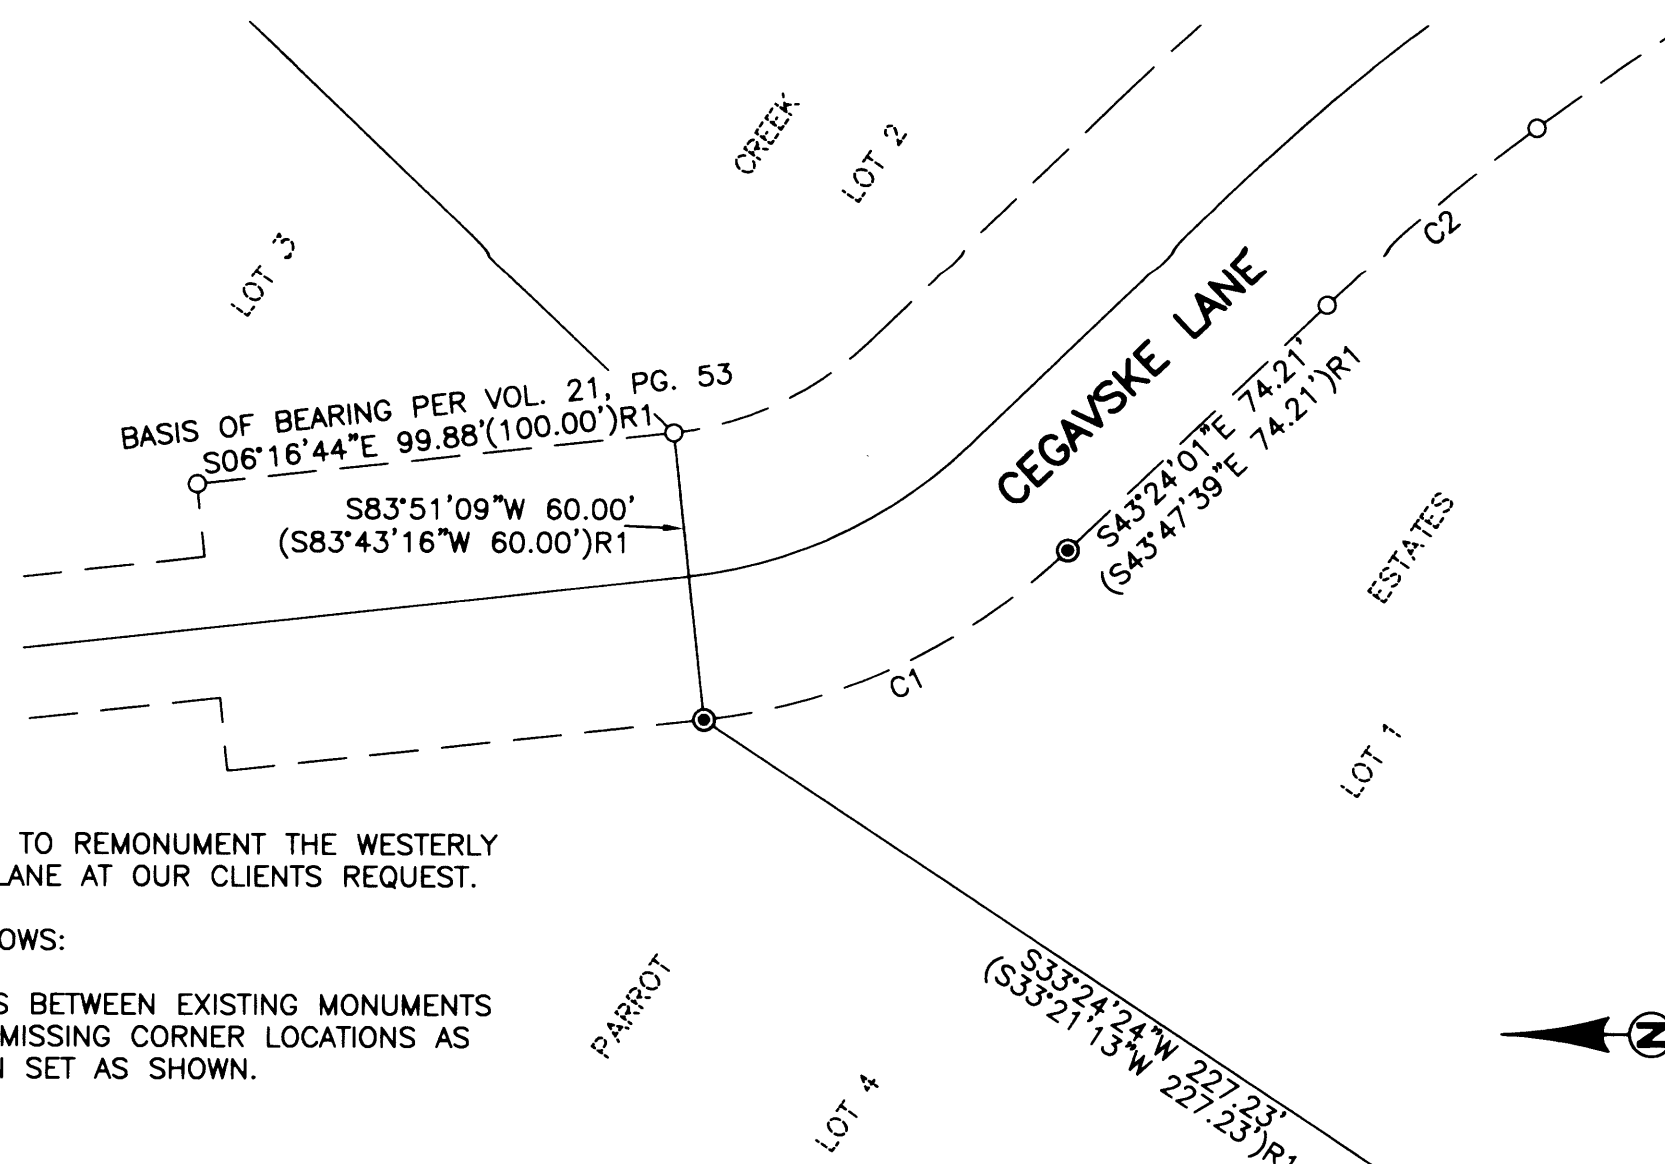 CREEK
LOT 2
LOT 3
C2
CEGAVSKE LANE
BASIS OF BEARING PER VOL. 21, PG. 53
S06°16'44"E 99.88'(100.00')R1
S83°51'09"W 60.00'
(S83°43'16"W 60.00')R1
S43°24'01"E 74.21'
(S43°47'39"E 74.21')R1
ESTATES
C1
LOT 1
TO REMONUMENT THE WESTERLY
LANE AT OUR CLIENTS REQUEST.
OWS:
S BETWEEN EXISTING MONUMENTS
MISSING CORNER LOCATIONS AS
SET AS SHOWN.
PARROT
LOT 4
S33°24'24"W 227.23'
(S33°21'13"W 227.23')R1
N